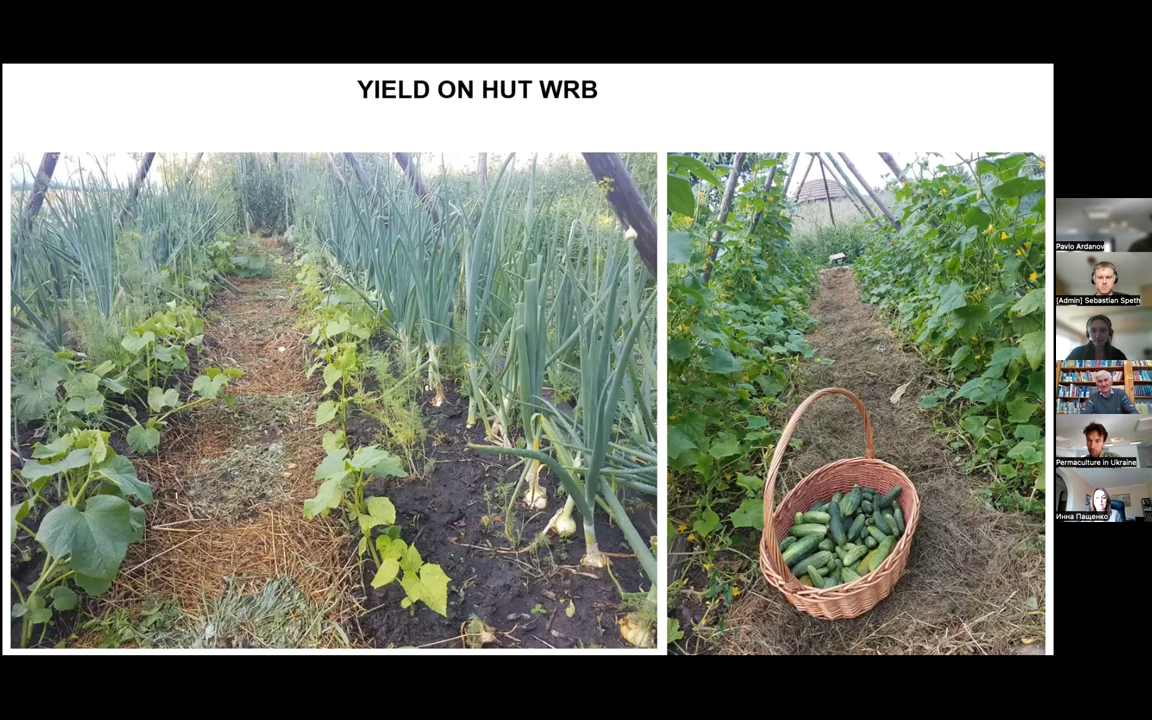 YIELD ON HUT WRB
Pavlo Ardanov
[Admin] Sebastian Speth
Permaculture in Ukraine
Инна Пащенко